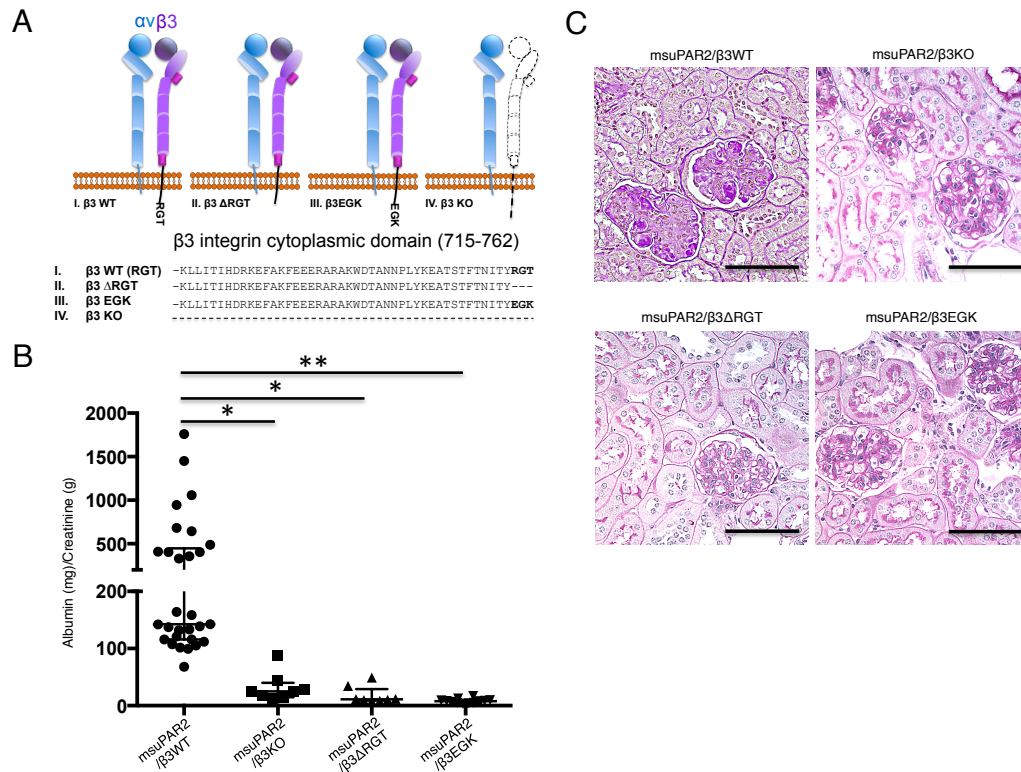 A
αvβ3
I. β3 WT
RGT
II. β3 ΔRGT
III. β3EGK
EGK
IV. β3 KO
β3 integrin cytoplasmic domain (715-762)
I. β3 WT (RGT) -KLLITIHDRKEFAKFEEERARAKWDTANNPLYKEATSTFTNITYRGT
II. β3 ΔRGT -KLLITIHDRKEFAKFEEERARAKWDTANNPLYKEATSTFTNITY---
III. β3 EGK -KLLITIHDRKEFAKFEEERARAKWDTANNPLYKEATSTFTNITYEGK
IV. β3 KO ------------------------------------------------
B
**
*
*
2000
1500
1000
500
200
100
0
Albumin (mg)/Creatinine (g)
msuPAR2
/β3WT
msuPAR2
/β3KO
msuPAR2
/β3ΔRGT
msuPAR2
/β3EGK
C
msuPAR2/β3WT
msuPAR2/β3KO
msuPAR2/β3ΔRGT
msuPAR2/β3EGK